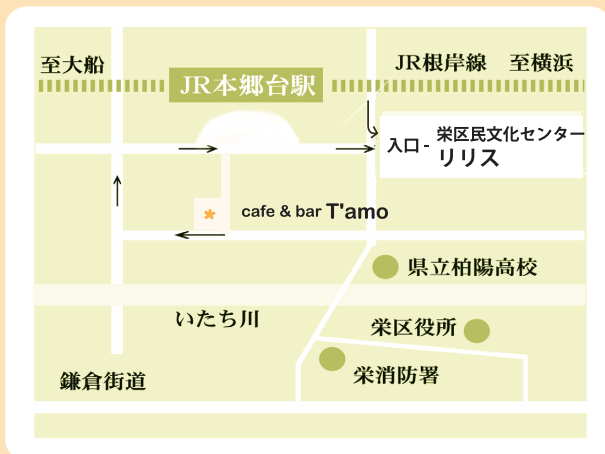 至大船
JR根岸線 至横浜
JR本郷台駅
入口 - 栄区民文化センター
リリス
cafe & bar T'amo
県立柏陽高校
いたち川
栄区役所
栄消防署
鎌倉街道